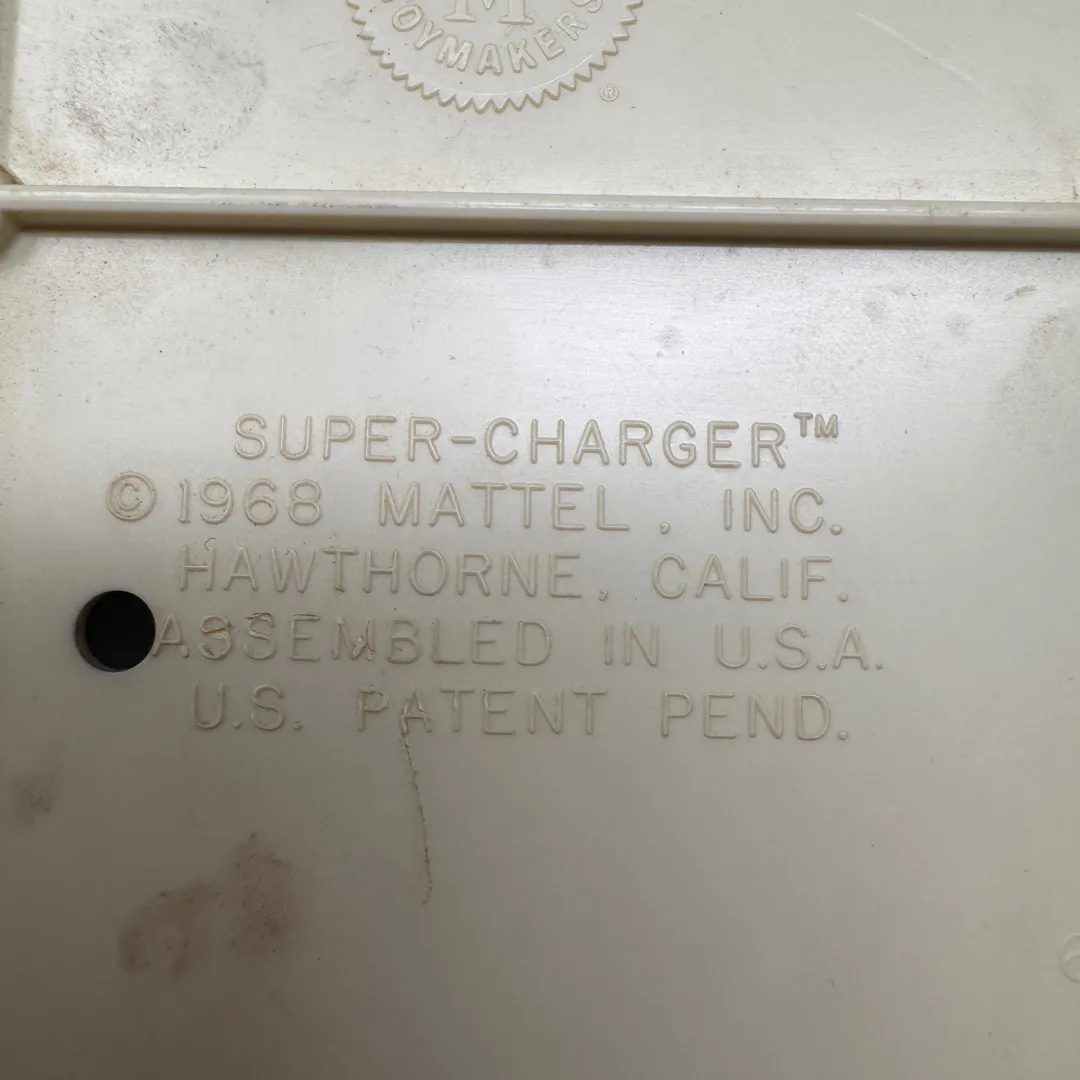 M
TOYMAKERS
®
SUPER-CHARGER™
©1968 MATTEL, INC.
HAWTHORNE, CALIF.
ASSEMBLED IN U.S.A.
U.S. PATENT PEND.